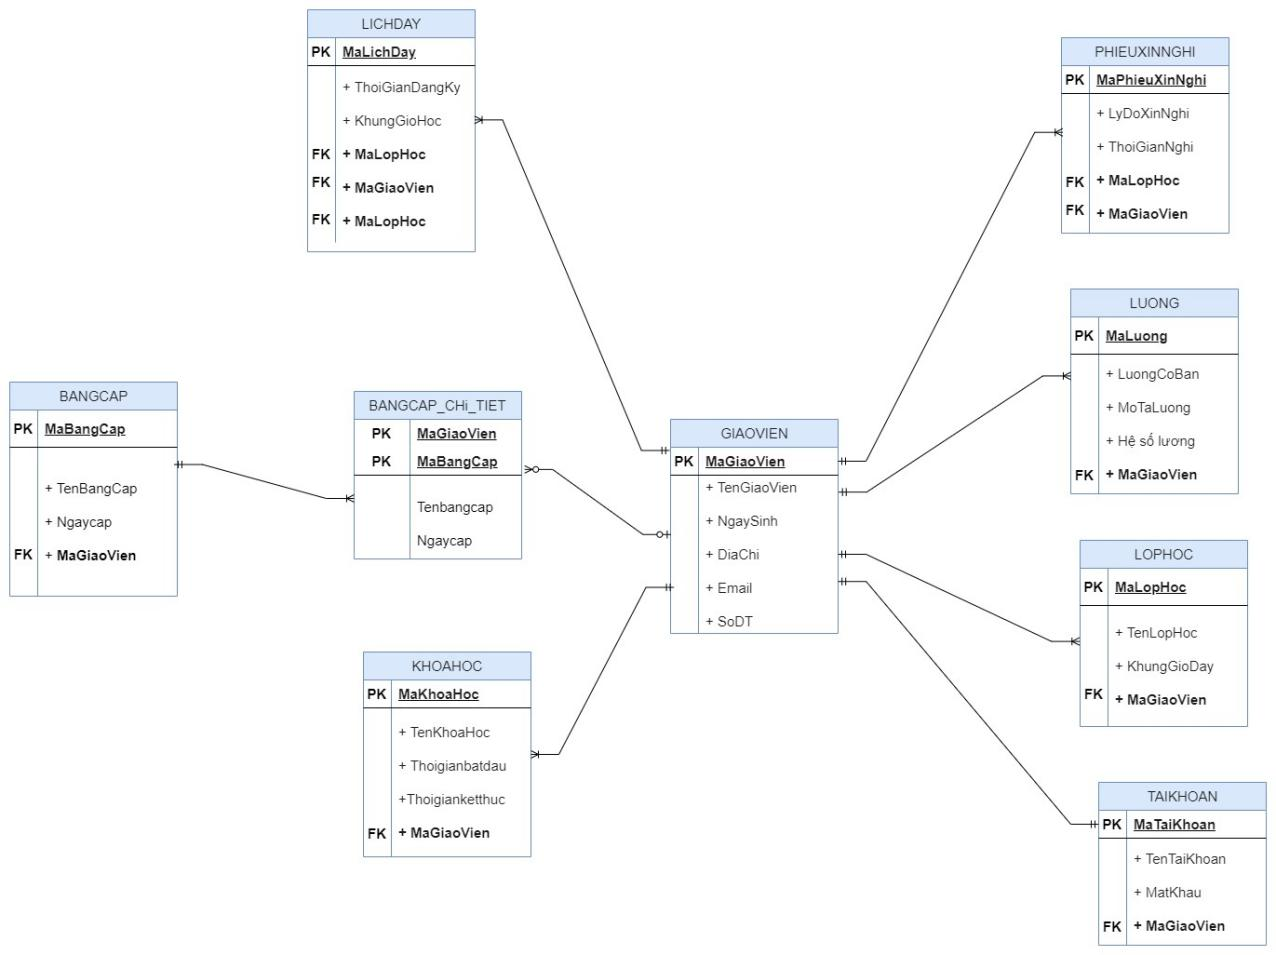 LICHDAY
PK MaLichDay
+ ThoiGianDangKy
+ KhungGioHoc
FK + MaLopHoc
FK + MaGiaoVien
FK + MaLopHoc
PHIEUXINNGHI
PK MaPhieuXinNghi
+ LyDoXinNghi
+ ThoiGianNghi
FK + MaLopHoc
FK + MaGiaoVien
LUONG
PK MaLuong
+ LuongCoBan
+ MoTaLuong
+ Hệ số lương
FK + MaGiaoVien
BANGCAP
PK MaBangCap
+ TenBangCap
+ Ngaycap
FK + MaGiaoVien
BANGCAP_CHi_TIET
PK MaGiaoVien
PK MaBangCap
Tenbangcap
Ngaycap
GIAOVIEN
PK MaGiaoVien
+ TenGiaoVien
+ NgaySinh
+ DiaChi
+ Email
+ SoDT
LOPHOC
PK MaLopHoc
+ TenLopHoc
+ KhungGioDay
FK + MaGiaoVien
KHOAHOC
PK MaKhoaHoc
+ TenKhoaHoc
+ Thoigianbatdau
+Thoigianketthuc
FK + MaGiaoVien
TAIKHOAN
PK MaTaiKhoan
+ TenTaiKhoan
+ MatKhau
FK + MaGiaoVien